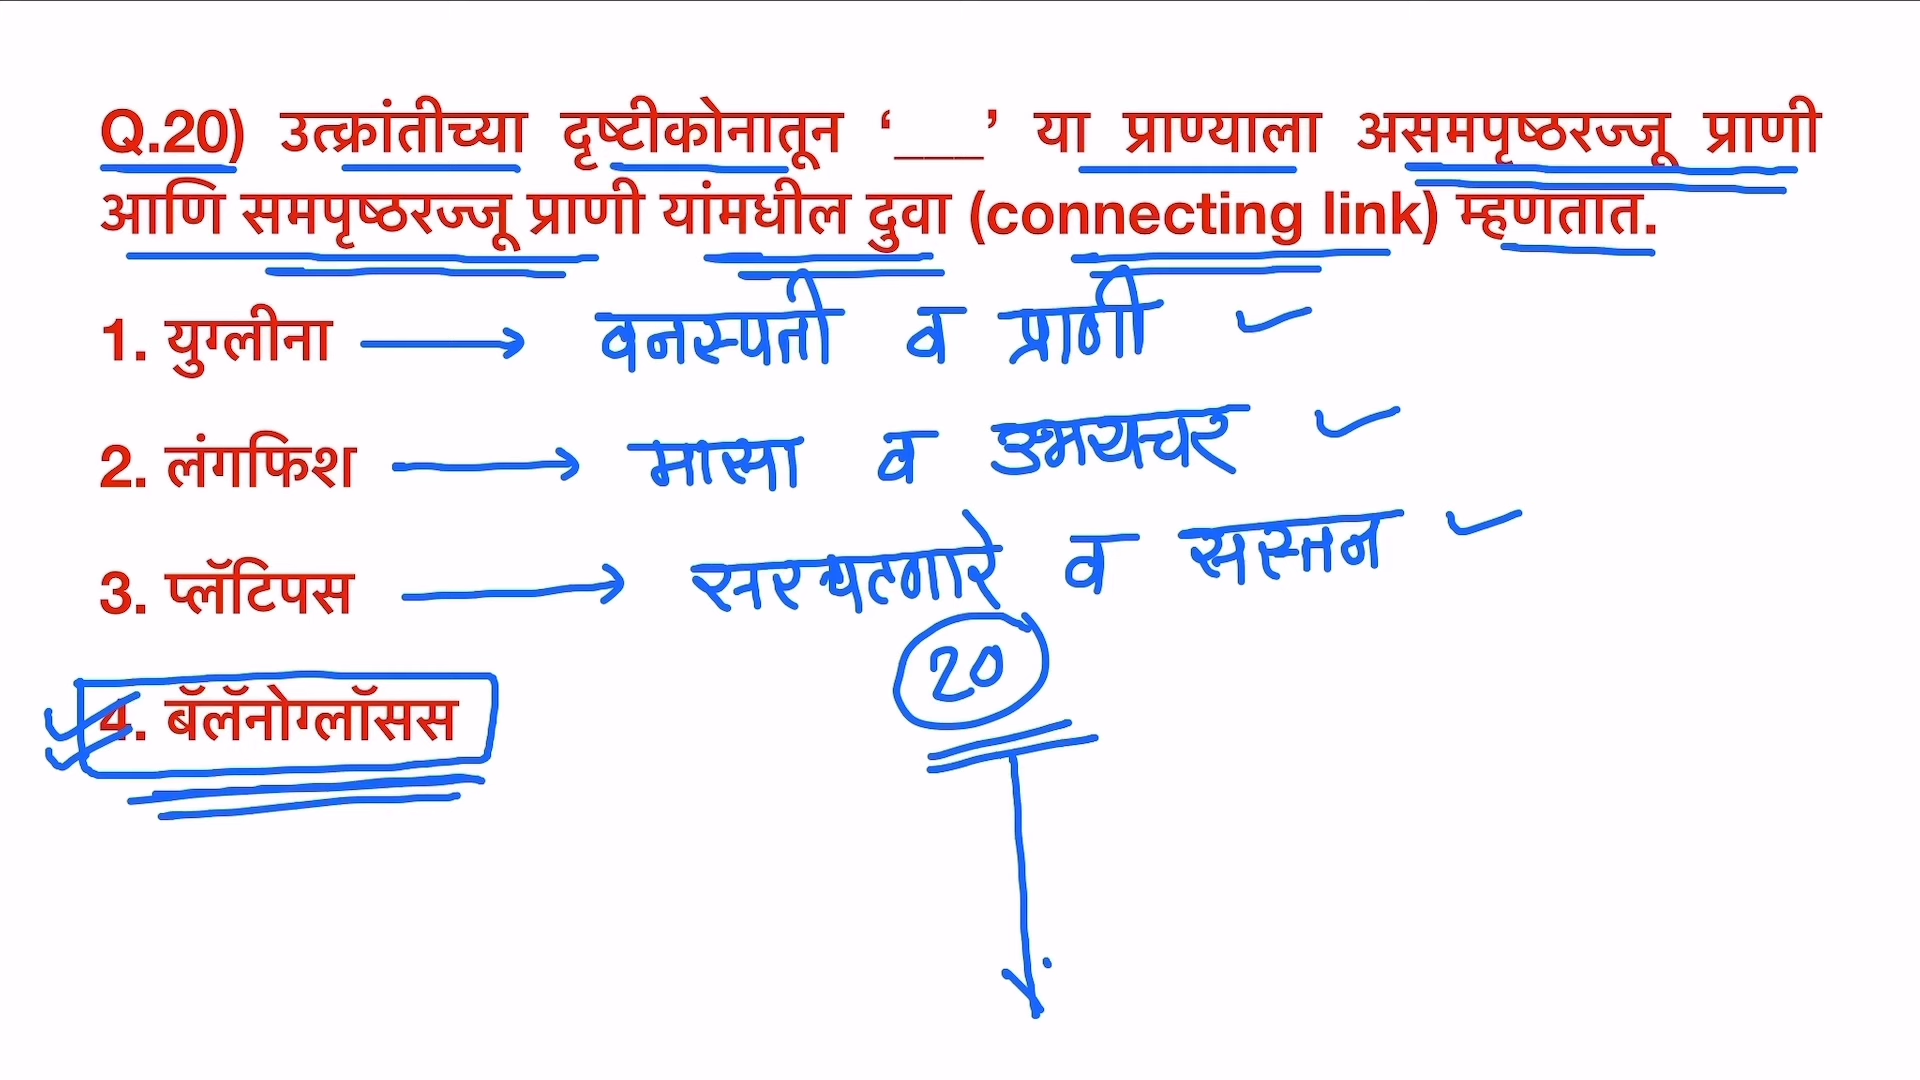 Q.20) उत्क्रांतीच्या दृष्टीकोनातून ‘___’ या प्राण्याला असमपृष्ठरज्जू प्राणी
आणि समपृष्ठरज्जू प्राणी यांमधील दुवा (connecting link) म्हणतात.
1. युग्लीना → वनस्पती व प्राणी
2. लंगफिश → मासा व उभयचर
3. प्लॅटिपस → सरपटणारे व सस्तन
20
4. बॅलॅनोग्लॉसस